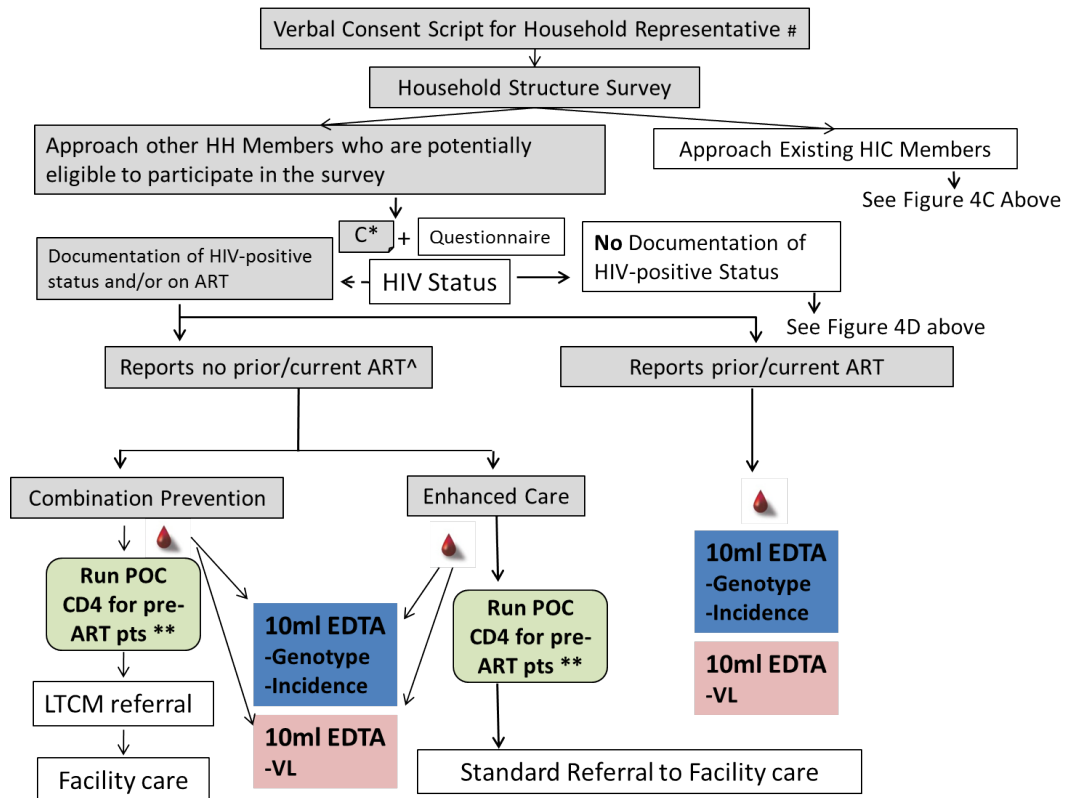 Verbal Consent Script for Household Representative #
Household Structure Survey
Approach other HH Members who are potentially
eligible to participate in the survey
Approach Existing HIC Members
See Figure 4C Above
C*
+
Questionnaire
Documentation of HIV-positive
status and/or on ART
HIV Status
No Documentation of
HIV-positive Status
See Figure 4D above
Reports no prior/current ART^
Reports prior/current ART
Combination Prevention
Enhanced Care
Run POC
CD4 for pre-
ART pts **
10ml EDTA
-Genotype
-Incidence
10ml EDTA
-VL
Run POC
CD4 for pre-
ART pts **
10ml EDTA
-Genotype
-Incidence
10ml EDTA
-VL
LTCM referral
Facility care
Standard Referral to Facility care